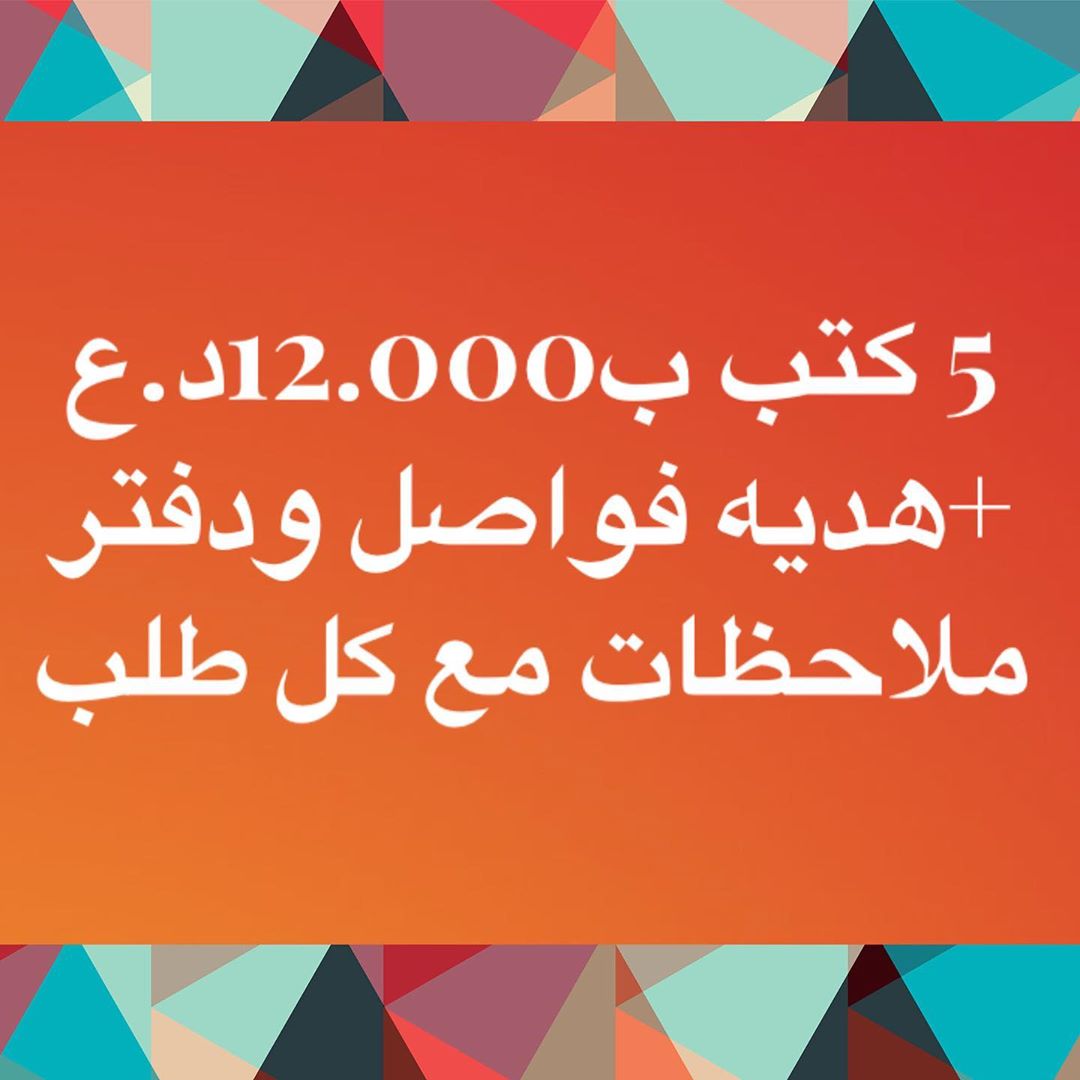 5 كتب ب12.000د.ع
+هديه فواصل ودفتر
ملاحظات مع كل طلب